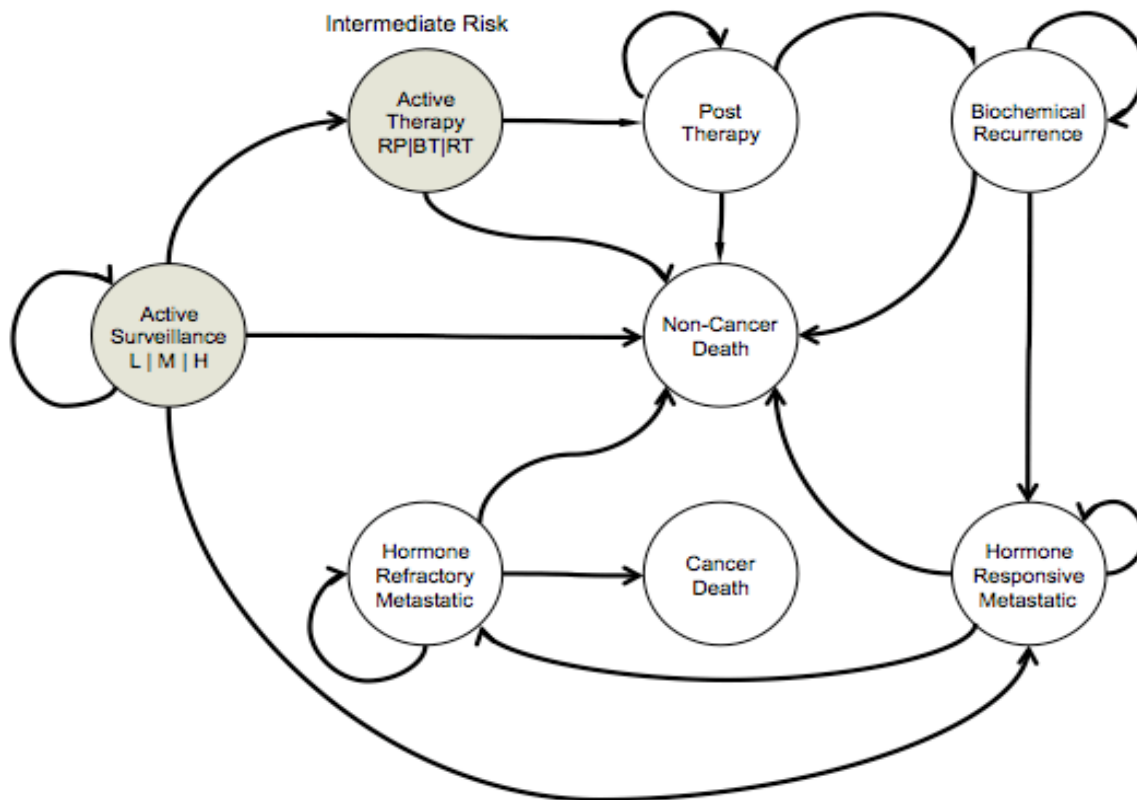 Intermediate Risk
Active
Therapy
RP|BT|RT
Post
Therapy
Biochemical
Recurrence
Active
Surveillance
L | M | H
Non-Cancer
Death
Hormone
Refractory
Metastatic
Cancer
Death
Hormone
Responsive
Metastatic